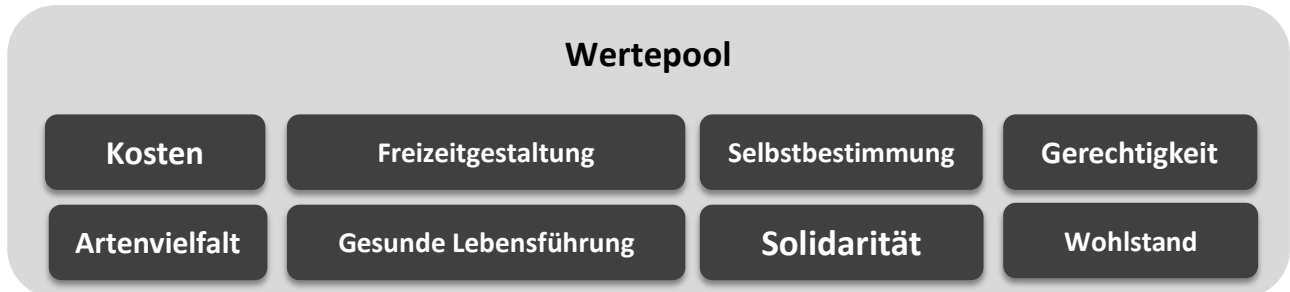 Wertepool
Kosten Freizeitgestaltung Selbstbestimmung Gerechtigkeit
Artenvielfalt Gesunde Lebensführung Solidarität Wohlstand